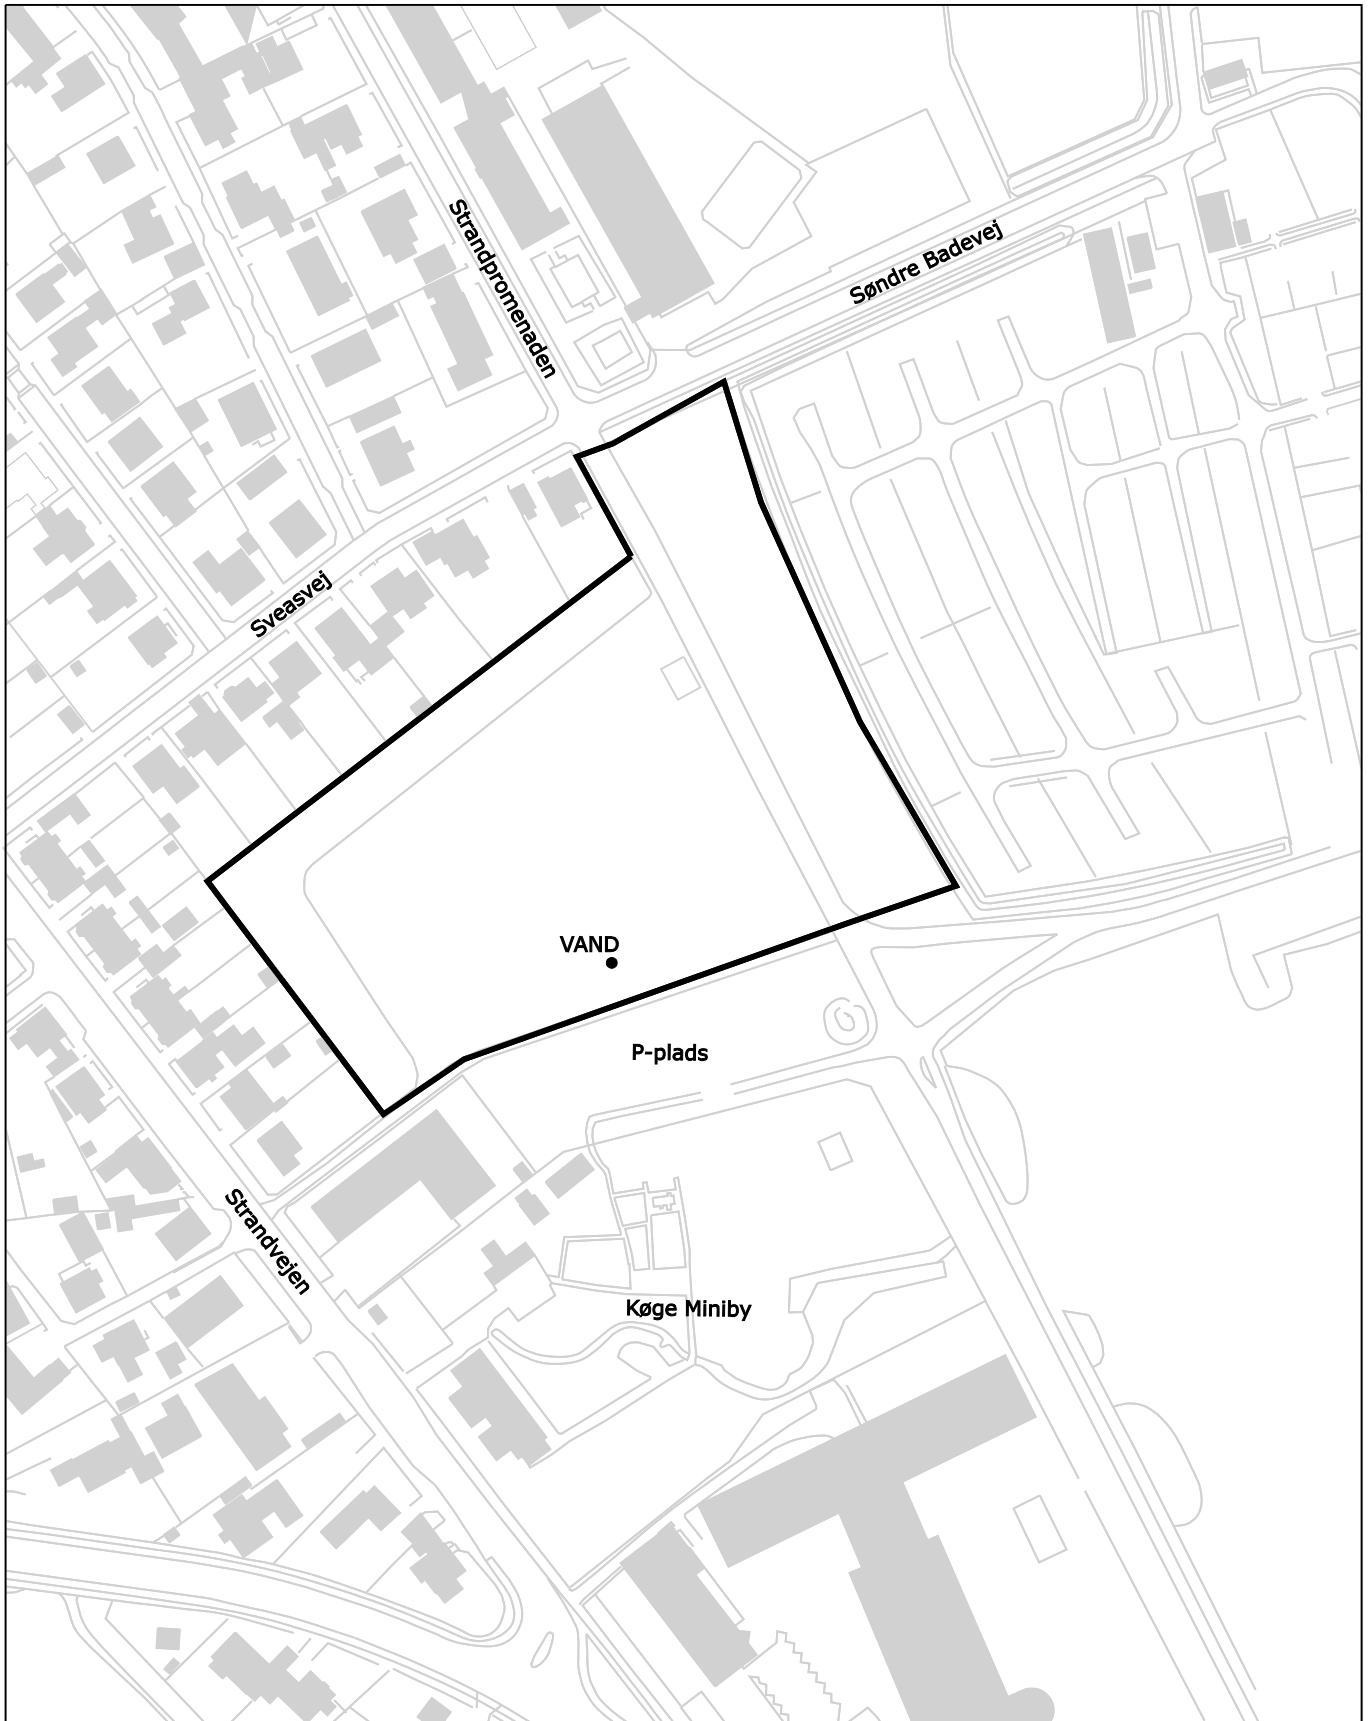 Strandpromenaden
Søndre Badevej
Sveasvej
VAND
P-plads
Strandvejen
Køge Miniby